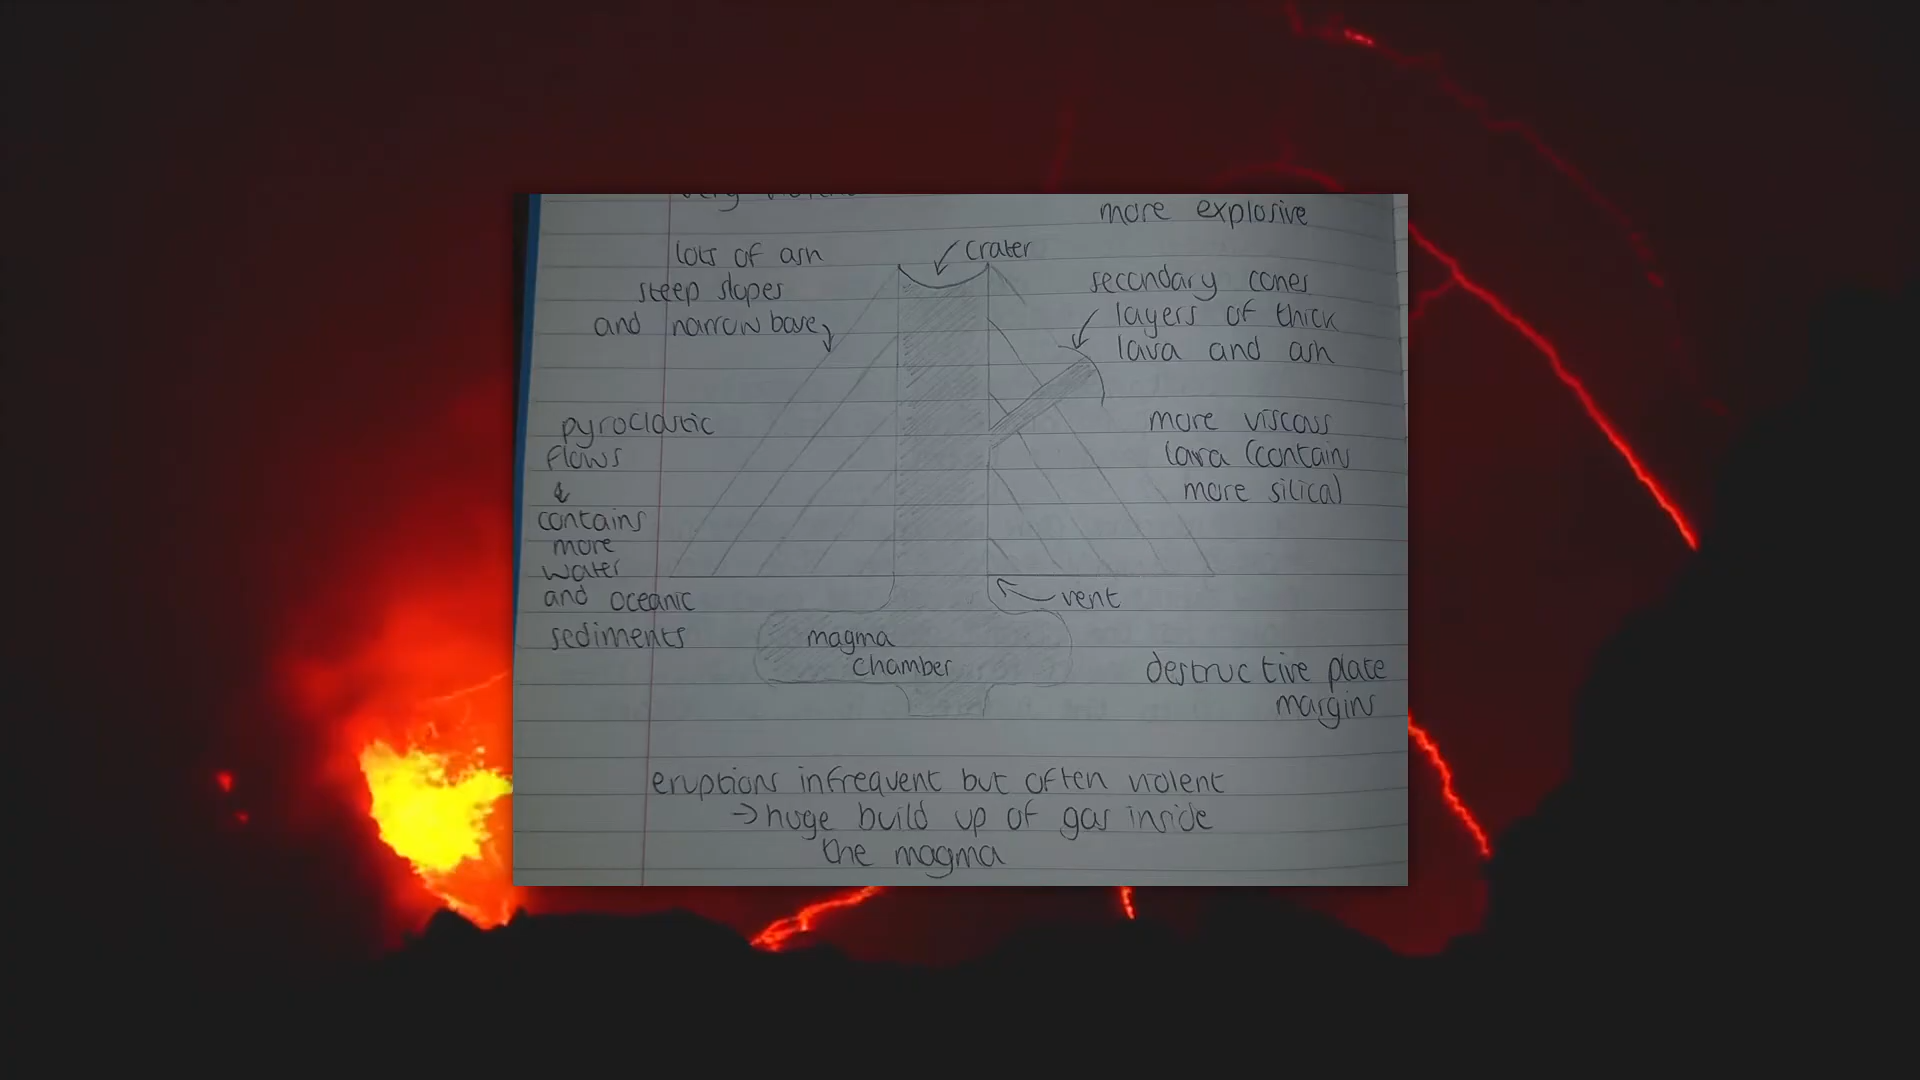 more explosive
lots of ash
crater
steep slopes
and narrow base
secondary cones
layers of thick
lava and ash
pyroclastic
flows
&
contains
more
water
and oceanic
sediments
more viscous
lava (contain
more silica)
vent
magma
chamber
destructive plate
margins
eruptions infrequent but often violent
→ huge build up of gas inside
the magma